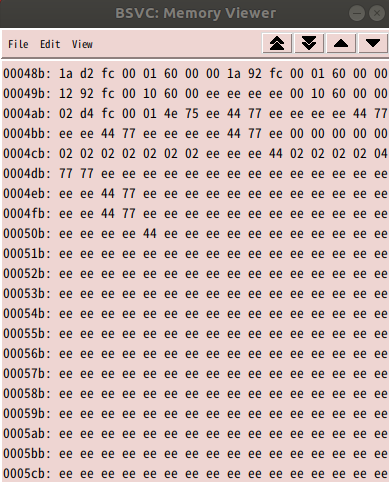 BSVC: Memory Viewer
File Edit View
00048b: 1a d2 fc 00 01 60 00 00 1a 92 fc 00 01 60 00 00
00049b: 12 92 fc 00 10 60 00 ee ee ee ee 00 10 60 00 00
0004ab: 02 d4 fc 00 01 4e 75 ee 44 77 ee ee ee ee 44 77
0004bb: ee ee 44 77 ee ee ee ee 44 77 ee 00 00 00 00 00
0004cb: 02 02 02 02 02 02 02 ee ee ee 44 02 02 02 02 04
0004db: 77 77 ee ee ee ee ee ee ee ee ee ee ee ee ee ee
0004eb: ee ee 44 77 ee ee ee ee ee ee ee ee ee ee ee ee
0004fb: ee ee 44 77 ee ee ee ee ee ee ee ee ee ee ee ee
00050b: ee ee ee ee 44 ee ee ee ee ee ee ee ee ee ee ee
00051b: ee ee ee ee ee ee ee ee ee ee ee ee ee ee ee ee
00052b: ee ee ee ee ee ee ee ee ee ee ee ee ee ee ee ee
00053b: ee ee ee ee ee ee ee ee ee ee ee ee ee ee ee ee
00054b: ee ee ee ee ee ee ee ee ee ee ee ee ee ee ee ee
00055b: ee ee ee ee ee ee ee ee ee ee ee ee ee ee ee ee
00056b: ee ee ee ee ee ee ee ee ee ee ee ee ee ee ee ee
00057b: ee ee ee ee ee ee ee ee ee ee ee ee ee ee ee ee
00058b: ee ee ee ee ee ee ee ee ee ee ee ee ee ee ee ee
00059b: ee ee ee ee ee ee ee ee ee ee ee ee ee ee ee ee
0005ab: ee ee ee ee ee ee ee ee ee ee ee ee ee ee ee ee
0005bb: ee ee ee ee ee ee ee ee ee ee ee ee ee ee ee ee
0005cb: ee ee ee ee ee ee ee ee ee ee ee ee ee ee ee ee